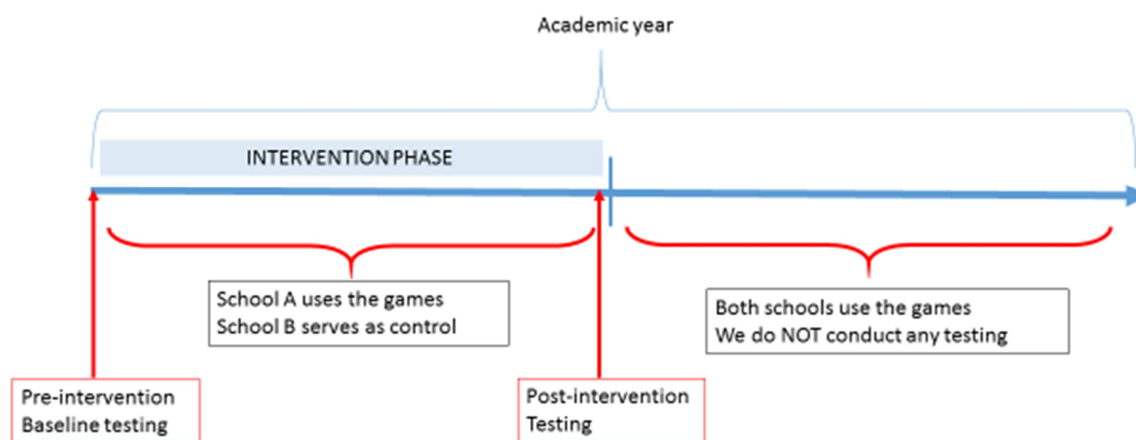 Academic year
INTERVENTION PHASE
School A uses the games
School B serves as control
Both schools use the games
We do NOT conduct any testing
Pre-intervention
Baseline testing
Post-intervention
Testing